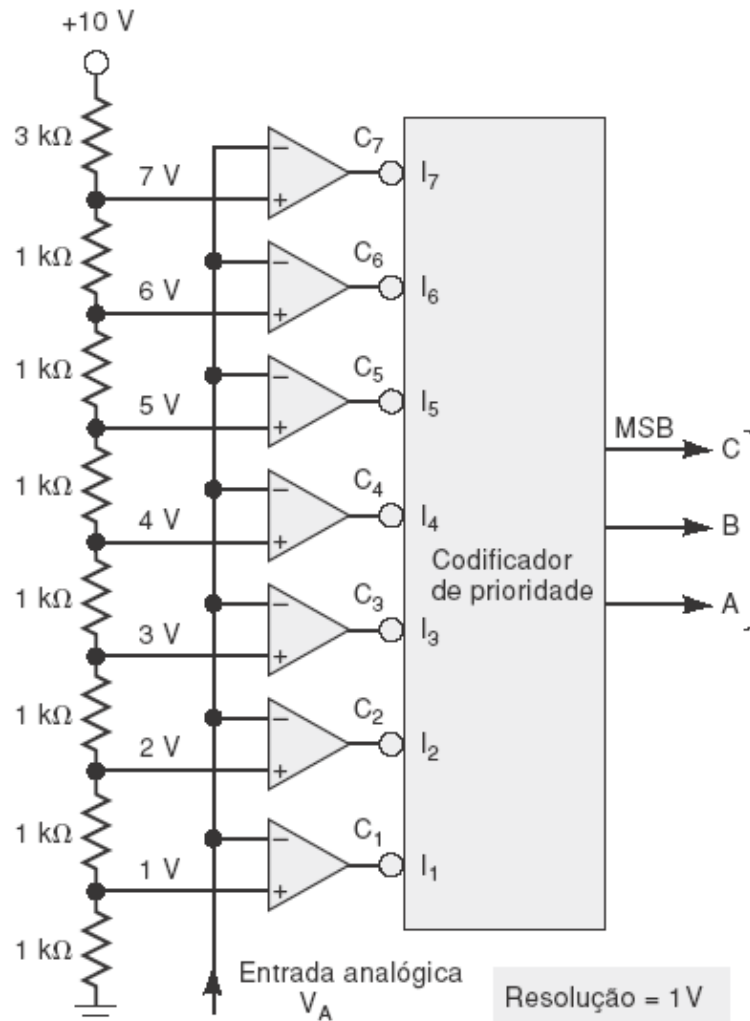 +10 V
3 kΩ
7 V
−
+
C7
I7
1 kΩ
6 V
−
+
C6
I6
1 kΩ
5 V
−
+
C5
I5
1 kΩ
4 V
−
+
C4
I4
1 kΩ
3 V
−
+
C3
I3
1 kΩ
2 V
−
+
C2
I2
1 kΩ
1 V
−
+
C1
I1
1 kΩ
Codificador
de prioridade
MSB
C
B
A
Entrada analógica
VA
Resolução = 1 V